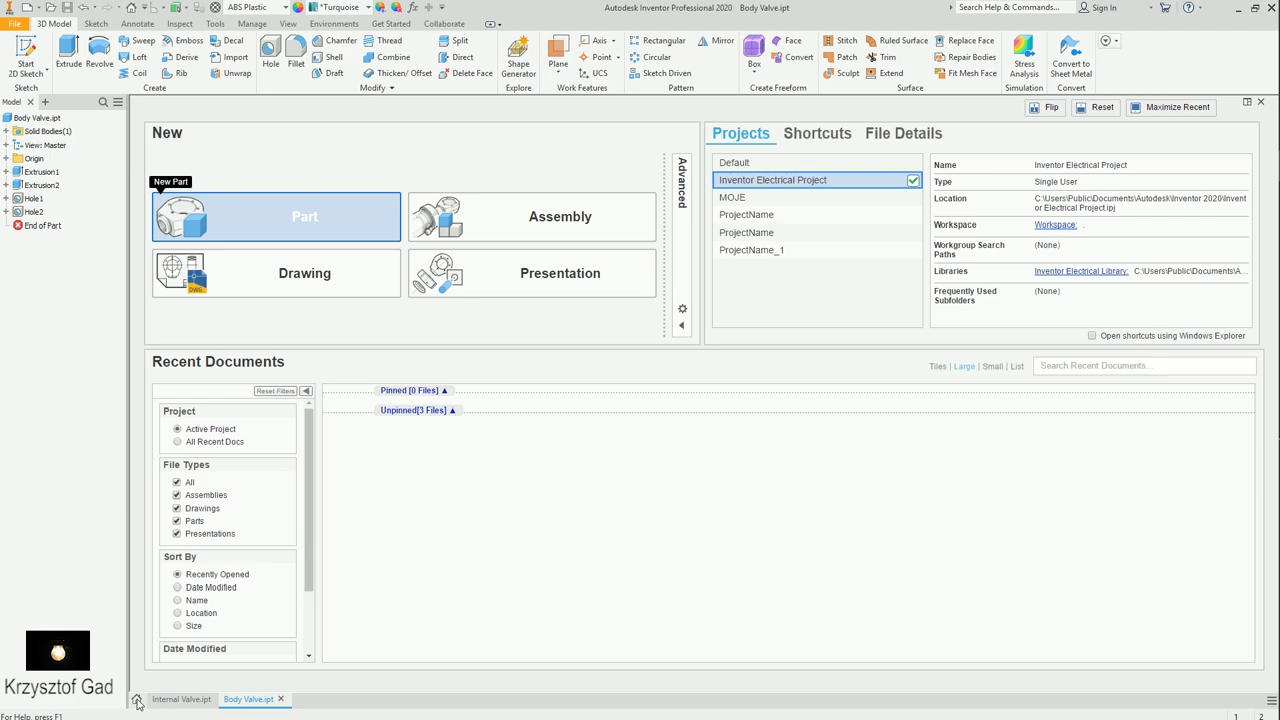 ABS Plastic
*Turquoise
Autodesk Inventor Professional 2020 Body Valve.ipt
Search Help & Commands...
Sign In
File 3D Model Sketch Annotate Inspect Tools Manage View Environments Get Started Collaborate
Start
2D Sketch
Sketch
Extrude
Revolve
Sweep
Emboss
Decal
Loft
Derive
Import
Coil
Rib
Unwrap
Create
Hole
Fillet
Chamfer
Thread
Split
Shell
Combine
Direct
Draft
Thicken/ Offset
Delete Face
Modify
Shape
Generator
Explore
Plane
Axis
Point
UCS
Work Features
Rectangular
Mirror
Circular
Sketch Driven
Pattern
Box
Face
Convert
Create Freeform
Stitch
Ruled Surface
Replace Face
Patch
Trim
Repair Bodies
Sculpt
Extend
Fit Mesh Face
Surface
Stress
Analysis
Simulation
Convert to
Sheet Metal
Convert
Model
Body Valve.ipt
Solid Bodies(1)
View: Master
Origin
Extrusion1
Extrusion2
Hole1
Hole2
End of Part
Flip
Reset
Maximize Recent
New
New Part
Part
Assembly
Drawing
DWG
Presentation
Advanced
Projects Shortcuts File Details
Default
Inventor Electrical Project
MOJE
ProjectName
ProjectName
ProjectName_1
Name Inventor Electrical Project
Type Single User
Location C:\Users\Public\Documents\Autodesk\Inventor 2020\Invent
or Electrical Project.ipj
Workspace Workspace: .
Workgroup Search
Paths (None)
Libraries Inventor Electrical Library: C:\Users\Public\Documents\A...
Frequently Used
Subfolders (None)
Open shortcuts using Windows Explorer
Recent Documents
Tiles | Large | Small | List
Search Recent Documents...
Reset Filters
Project
Active Project
All Recent Docs
File Types
All
Assemblies
Drawings
Parts
Presentations
Sort By
Recently Opened
Date Modified
Name
Location
Size
Date Modified
Pinned [0 Files] ▲
Unpinned[3 Files] ▲
Krzysztof Gad
Internal Valve.ipt
Body Valve.ipt
For Help, press F1
1 2